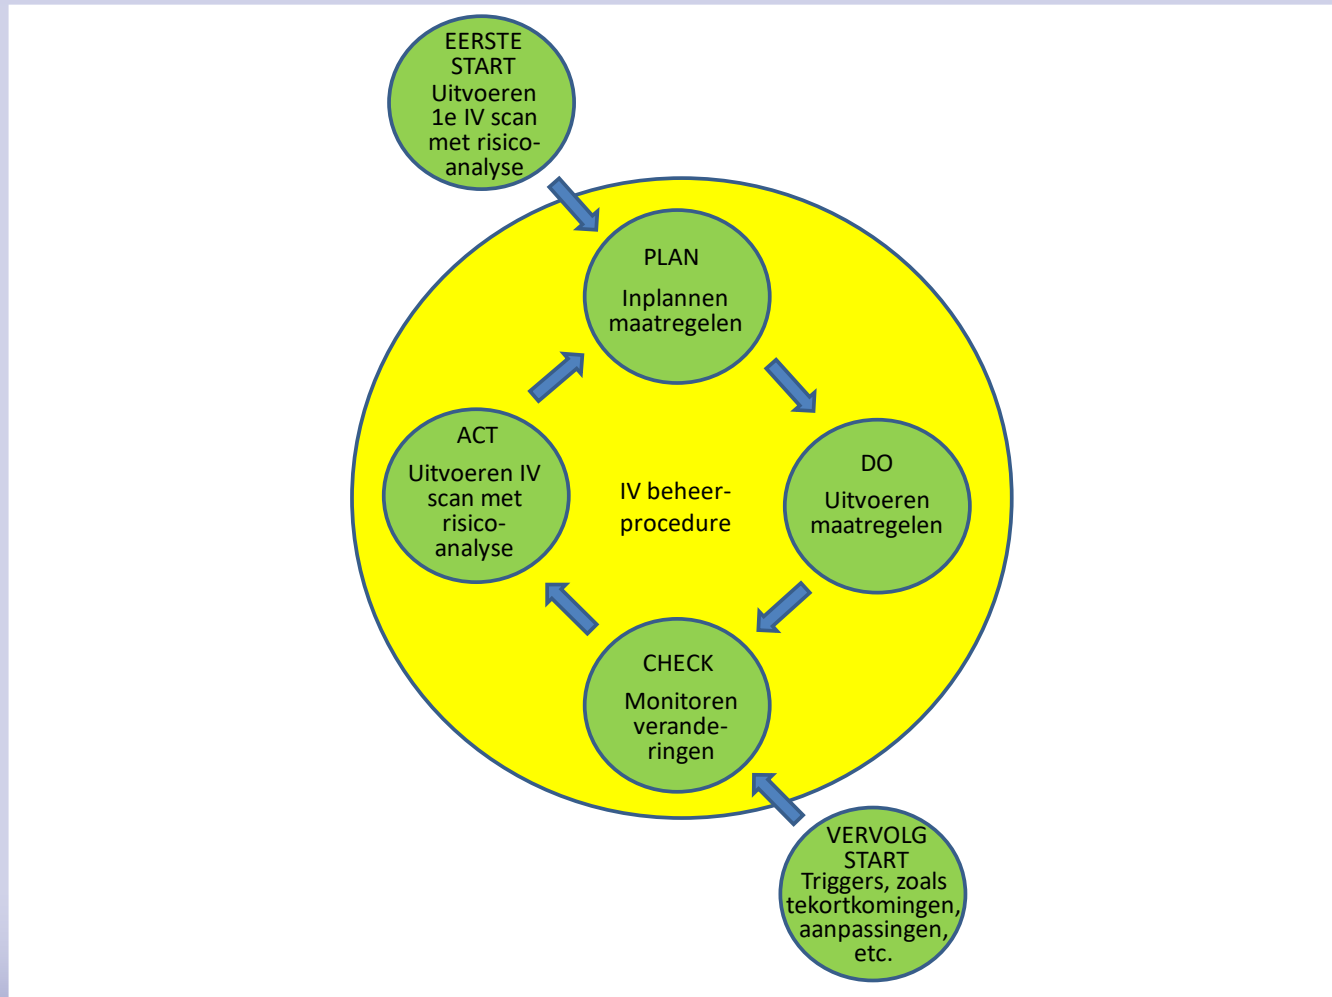 EERSTE
START
Uitvoeren
1e IV scan
met risico-
analyse
PLAN
Inplannen
maatregelen
ACT
Uitvoeren IV
scan met
risico-
analyse
IV beheer-
procedure
DO
Uitvoeren
maatregelen
CHECK
Monitoren
verande-
ringen
VERVOLG
START
Triggers, zoals
tekortkomingen,
aanpassingen,
etc.